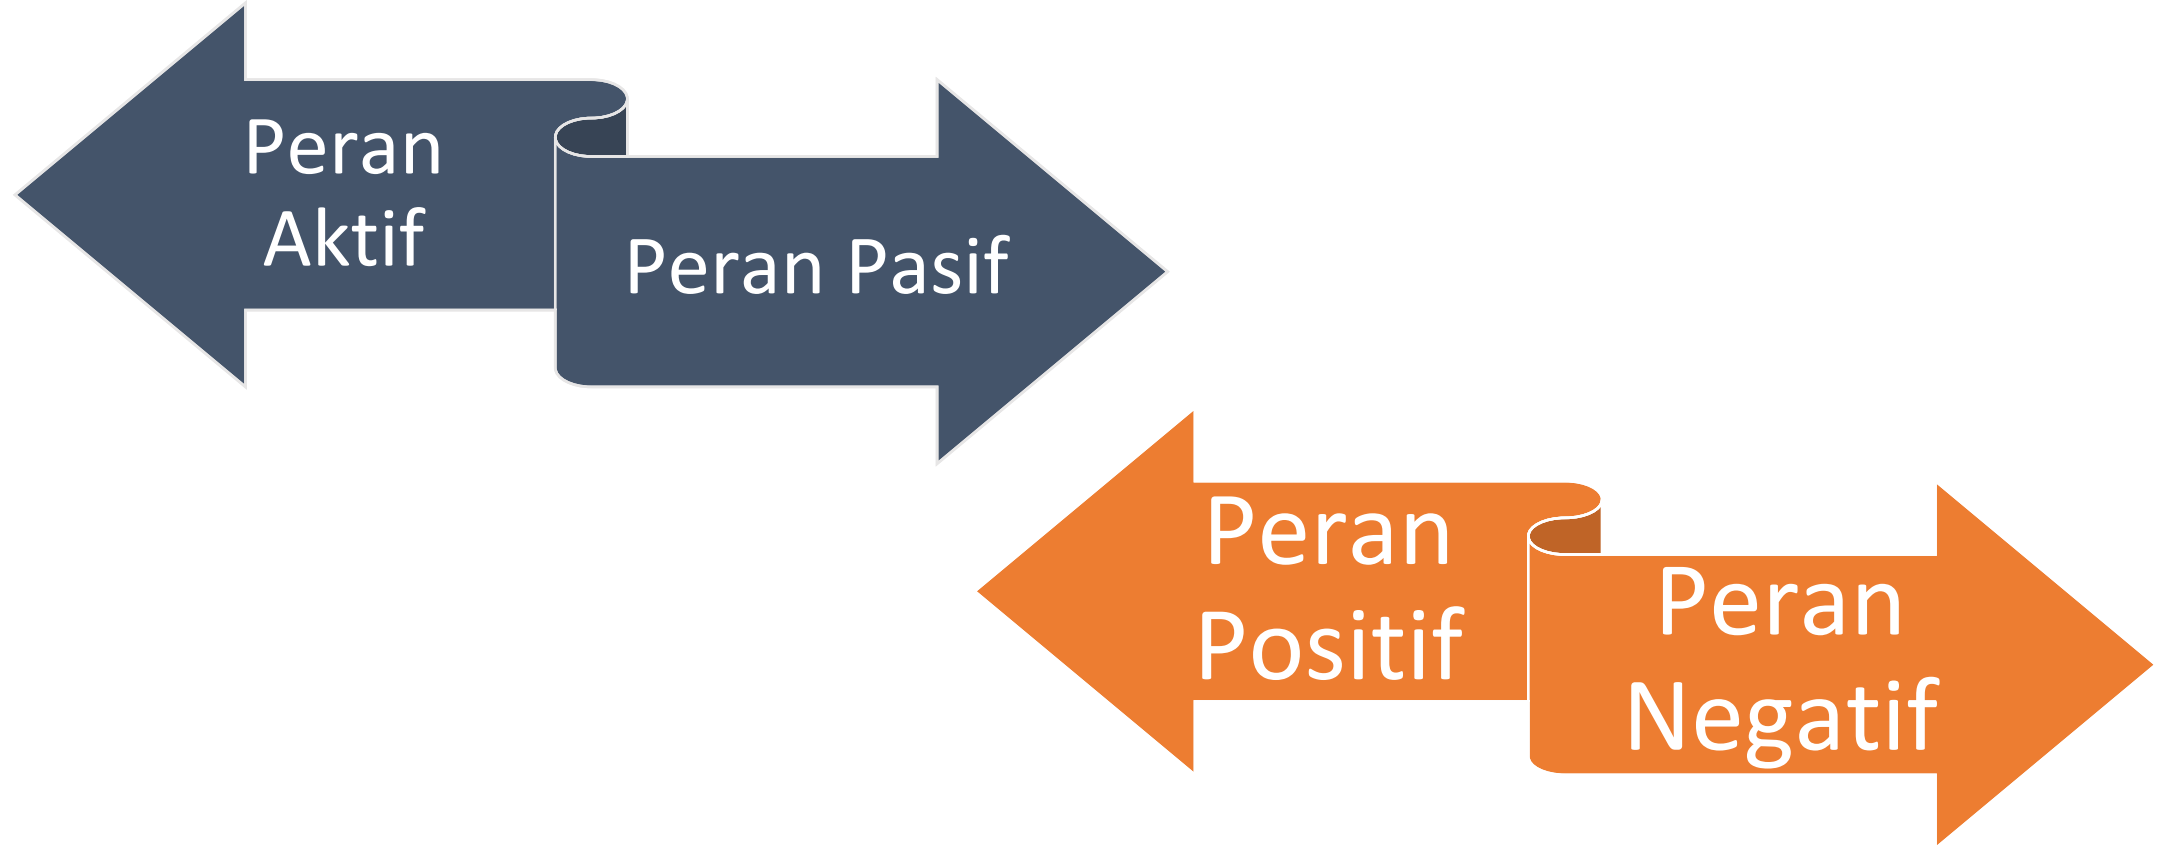 Peran
Aktif
Peran Pasif
Peran
Positif
Peran
Negatif